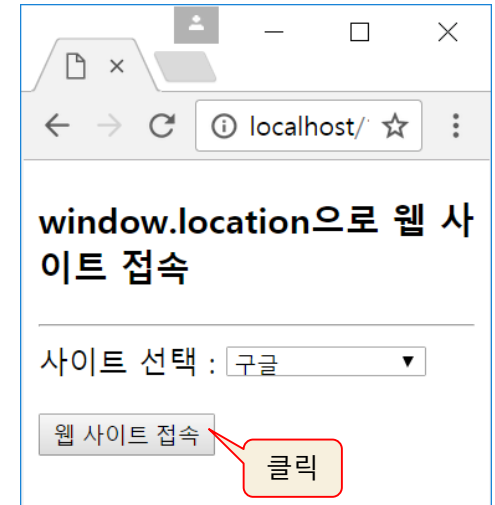 localhost/
window.location으로 웹 사
이트 접속
사이트 선택 : 구글
웹 사이트 접속
클릭